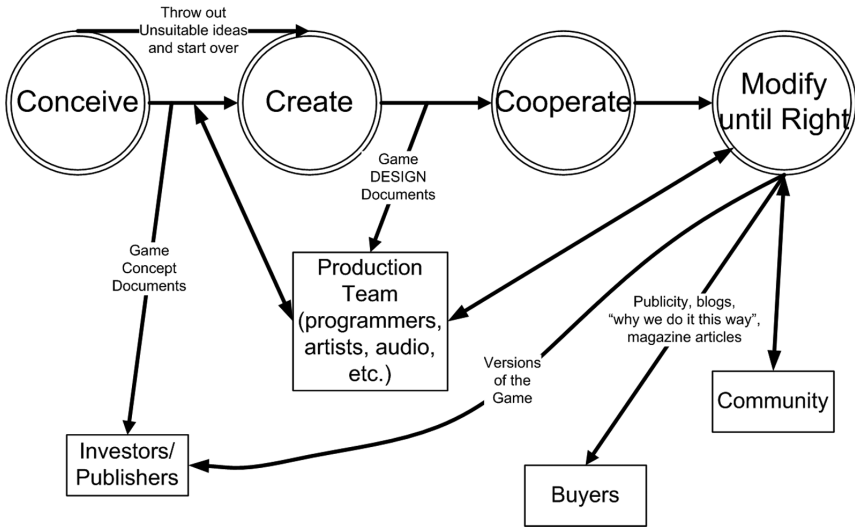 Throw out
Unsuitable ideas
and start over
Conceive
Create
Cooperate
Modify
until Right
Game
DESIGN
Documents
Game
Concept
Documents
Production
Team
(programmers,
artists, audio,
etc.)
Publicity, blogs,
“why we do it this way”,
magazine articles
Versions
of the
Game
Community
Investors/
Publishers
Buyers